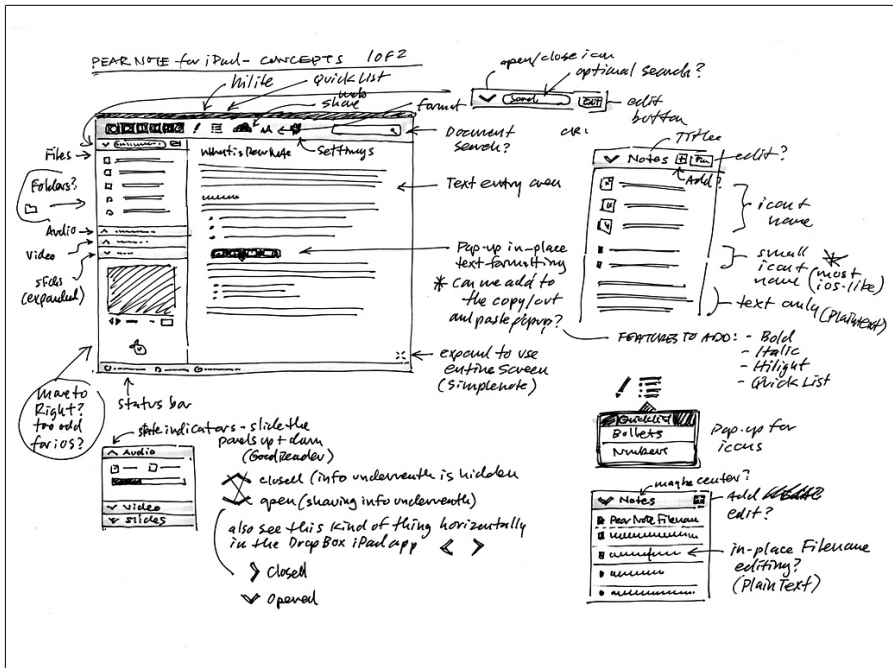 PEAR NOTE for iPad – CONCEPTS 1 OF 2
hilite
Quick List
undo
share
format
Settings
open/close icon
optional search?
Search
Edit
edit
button
OR:
Document
search?
Title
Notes
edit?
Add?
Files
Folders?
Audio
Video
slides
(expanded)
What is Pear Note
Text entry area
Pop-up in-place
text formatting
* can we add to
the copy/cut
and paste popup?
expand to use
entire screen
(Simplenote)
icon+
name
small
icon+
name
* (most
ios-like)
text only
(Plaintext)
FEATURES TO ADD: - Bold
- Italic
- Hilight
- Quick List
Quicklist
Bullets
Numbers
Pop-up for
icons
move to
Right?
too odd
for iOS?
status bar
state indicators - slide the
panels up + down
(GoodReader)
Audio
Video
slides
closed (info underneath is hidden
open (showing info underneath)
also see this kind of thing horizontally
in the DropBox iPad app < >
> Closed
Opened
maybe center?
Notes
Add
edit?
Pear Note Filename
in-place Filename
editing?
(PlainText)